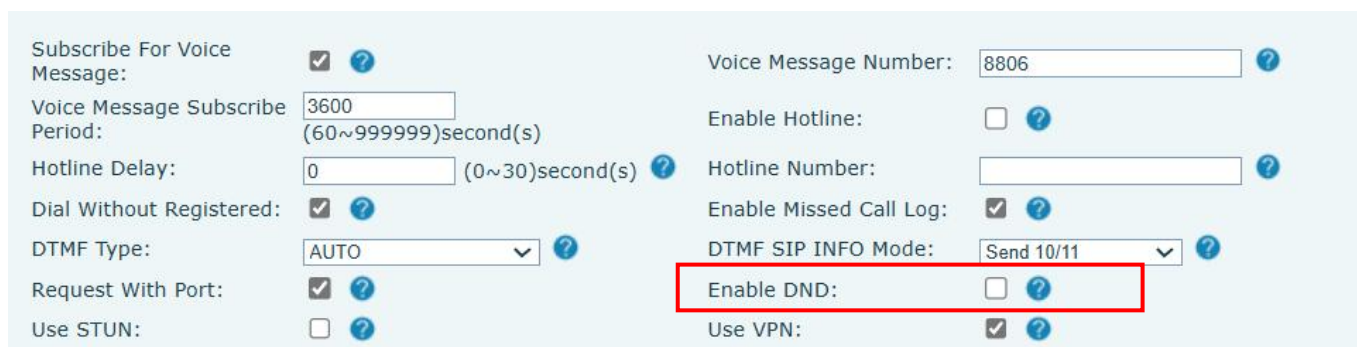 Subscribe For Voice
Message:
?
Voice Message Number:
8806
?
Voice Message Subscribe
Period:
3600
(60~999999)second(s)
Enable Hotline:
?
Hotline Delay:
0
(0~30)second(s)
?
Hotline Number:
?
Dial Without Registered:
?
Enable Missed Call Log:
?
DTMF Type:
AUTO
?
DTMF SIP INFO Mode:
Send 10/11
?
Request With Port:
?
Enable DND:
?
Use STUN:
?
Use VPN:
?